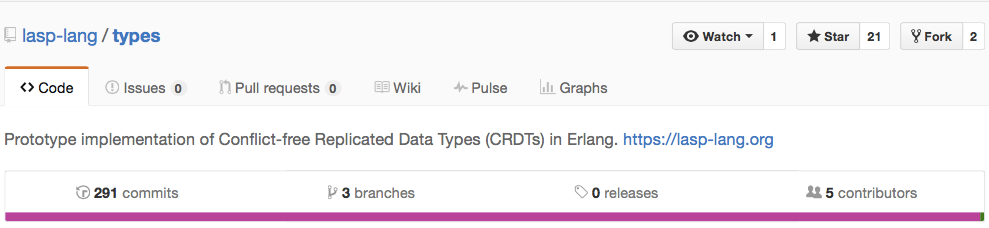 lasp-lang / types Watch 1 Star 21 Fork 2
Code Issues 0 Pull requests 0 Wiki Pulse Graphs
Prototype implementation of Conflict-free Replicated Data Types (CRDTs) in Erlang. https://lasp-lang.org
291 commits 3 branches 0 releases 5 contributors